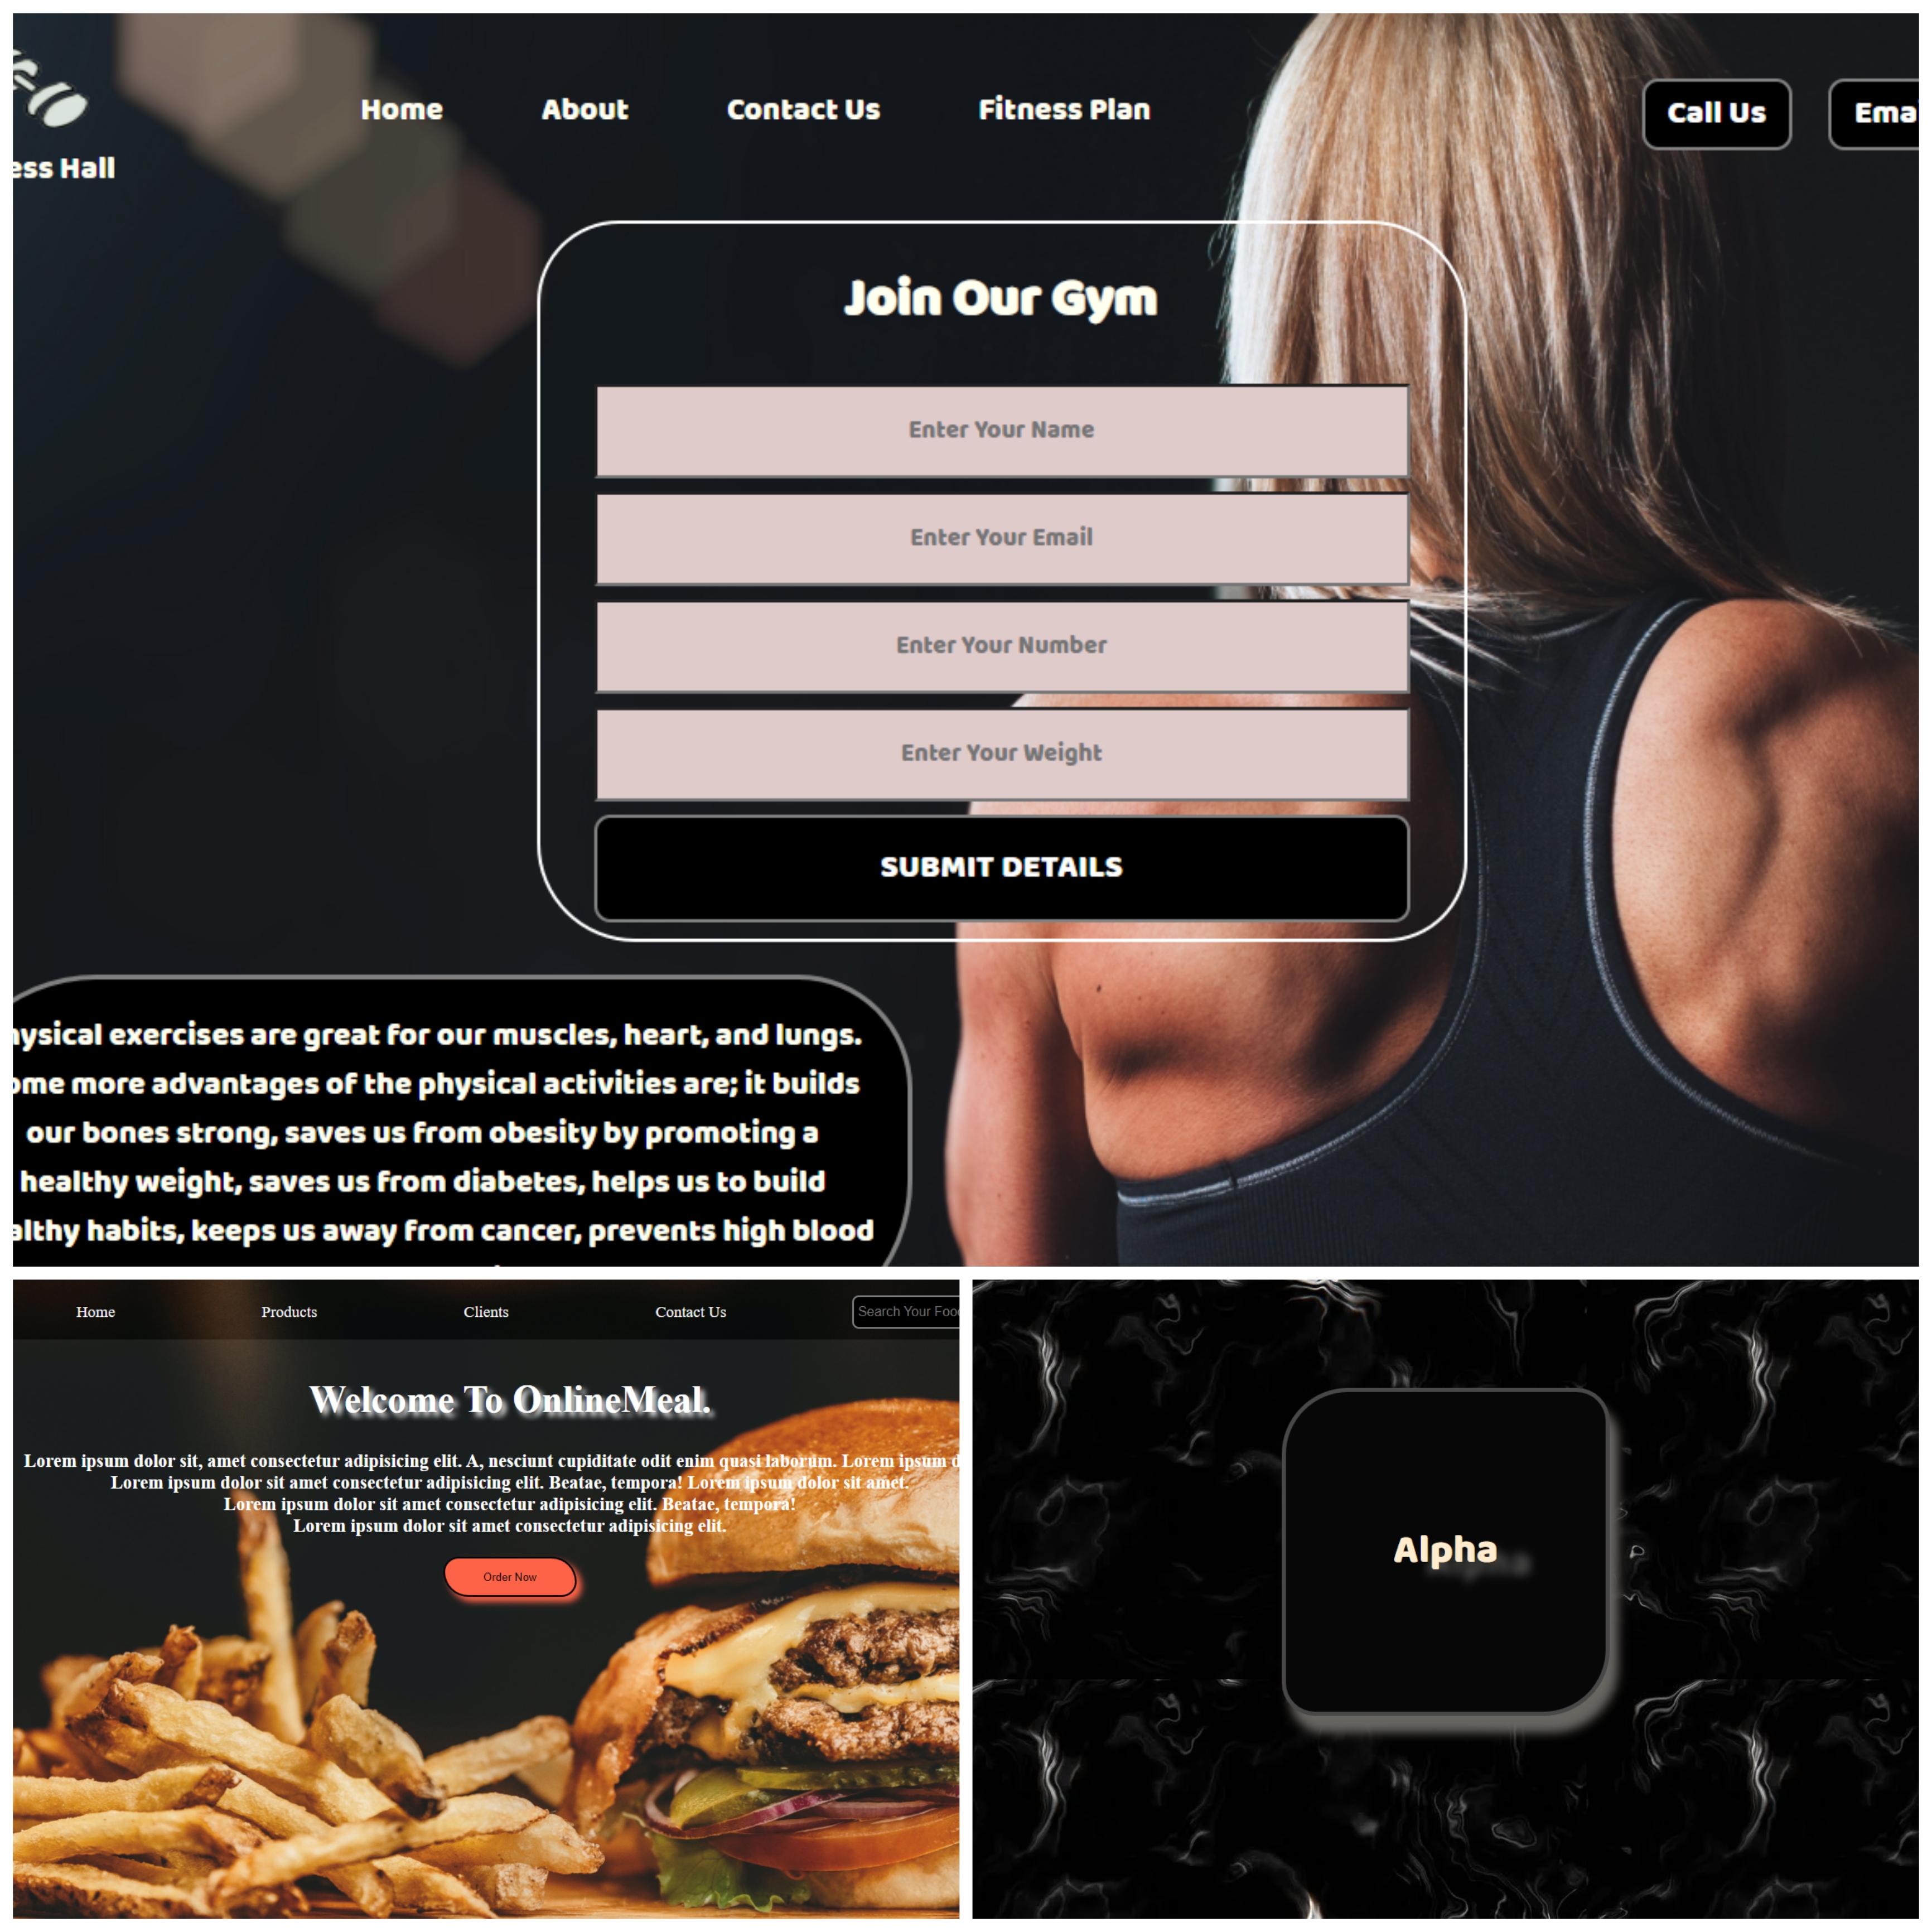 Home About Contact Us Fitness Plan Call Us
Hall
Join Our Gym
Enter Your Name
Enter Your Email
Enter Your Number
Enter Your Weight
SUBMIT DETAILS
exercises are great for our muscles, heart, and lungs.
more advantages of the physical activities are; it builds
our bones strong, saves us from obesity by promoting a
healthy weight, saves us from diabetes, helps us to build
habits, keeps us away from cancer, prevents high blood
Home Products Clients Contact Us Search Your
Welcome To OnlineMeal.
Lorem ipsum dolor sit, amet consectetur adipisicing elit. A, nesciunt cupiditate odit enim quasi laborum. Lorem ipsum
Lorem ipsum dolor sit amet consectetur adipisicing elit. Beatae, tempora! Lorem ipsum dolor sit amet.
Lorem ipsum dolor sit amet consectetur adipisicing elit. Beatae, tempora!
Lorem ipsum dolor sit amet consectetur adipisicing elit.
Order Now
Alpha